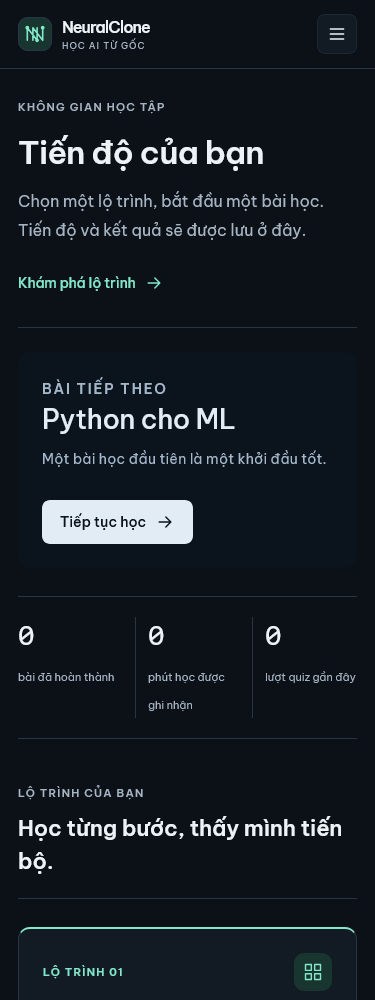 NeuralClone
HỌC AI TỪ GỐC
KHÔNG GIAN HỌC TẬP
Tiến độ của bạn
Chọn một lộ trình, bắt đầu một bài học.
Tiến độ và kết quả sẽ được lưu ở đây.
Khám phá lộ trình →
BÀI TIẾP THEO
Python cho ML
Một bài học đầu tiên là một khởi đầu tốt.
Tiếp tục học →
0
bài đã hoàn thành
0
phút học được
ghi nhận
0
lượt quiz gần đây
LỘ TRÌNH CỦA BẠN
Học từng bước, thấy mình tiến
bộ.
LỘ TRÌNH 01